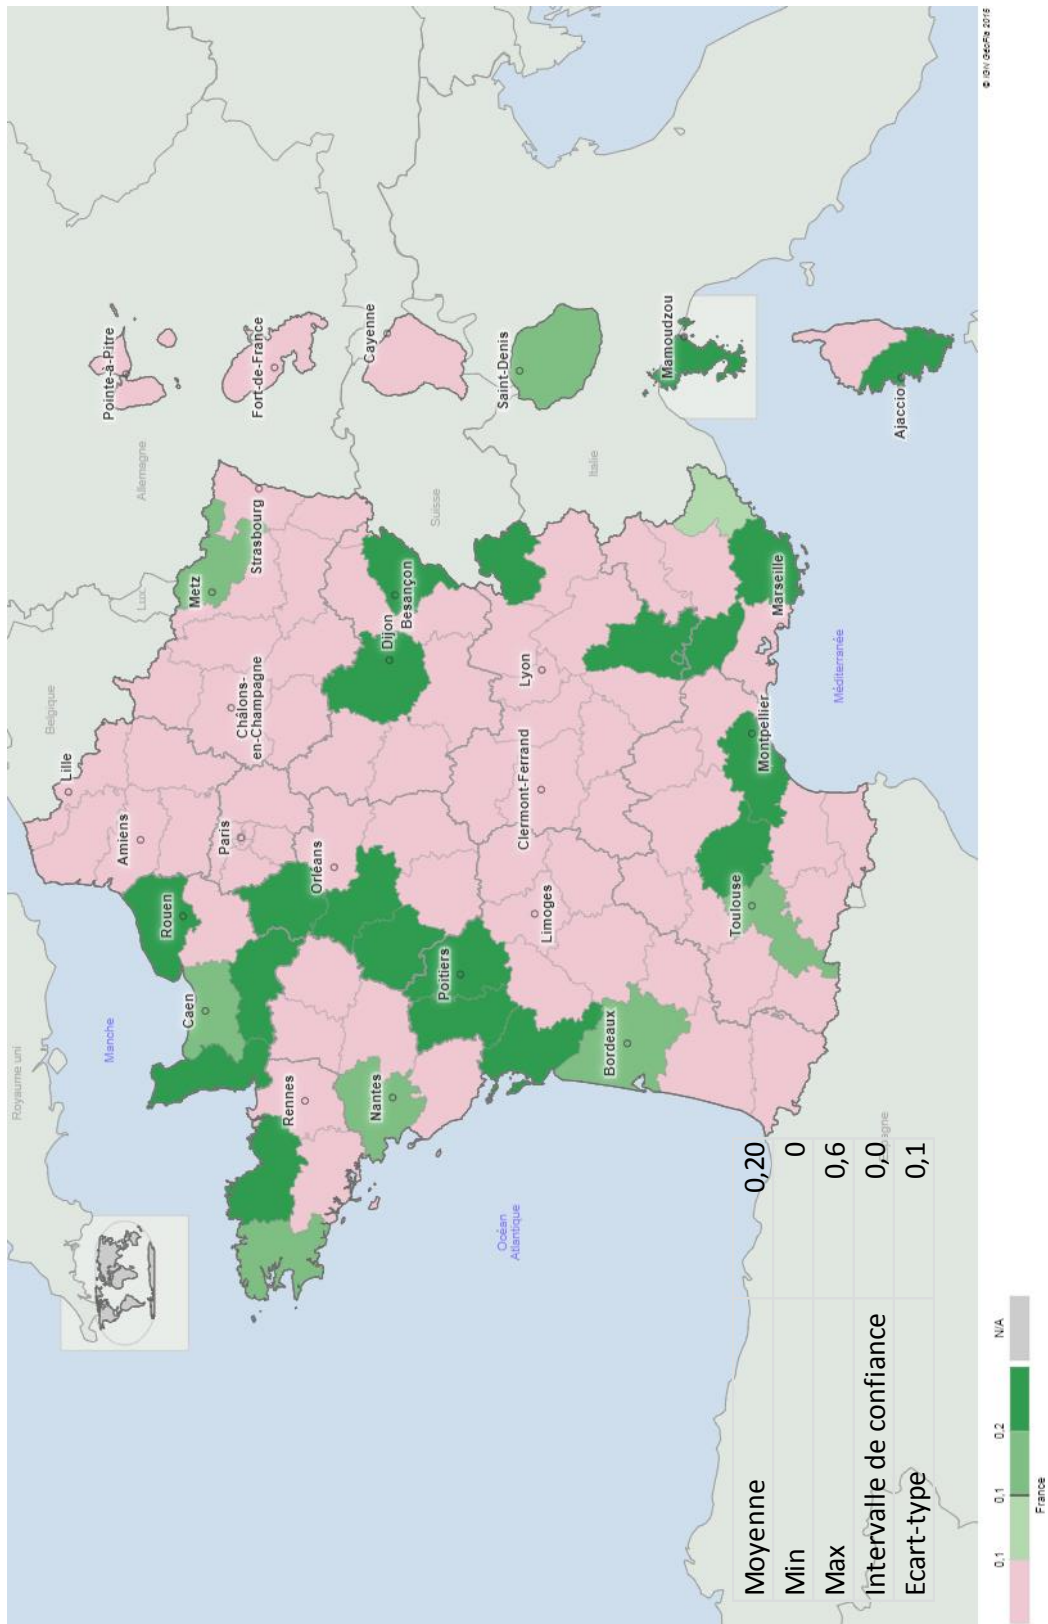 Royaume uni
Manche
Belgique
Lux.
Allemagne
Suisse
Italie
Espagne
Océan
Atlantique
Méditerranée
Lille
Amiens
Rouen
Caen
Paris
Châlons-
en-Champagne
Metz
Strasbourg
Rennes
Orléans
Nantes
Dijon
Besançon
Poitiers
Limoges
Clermont-Ferrand
Lyon
Bordeaux
Toulouse
Montpellier
Marseille
Pointe-à-Pitre
Fort-de-France
Cayenne
Saint-Denis
Mamoudzou
Ajaccio
Moyenne 0,20
Min 0
Max 0,6
Intervalle de confiance 0,0
Ecart-type 0,1
0,1 0,1 0,2 N/A
France
© IGN GéoFla 2015